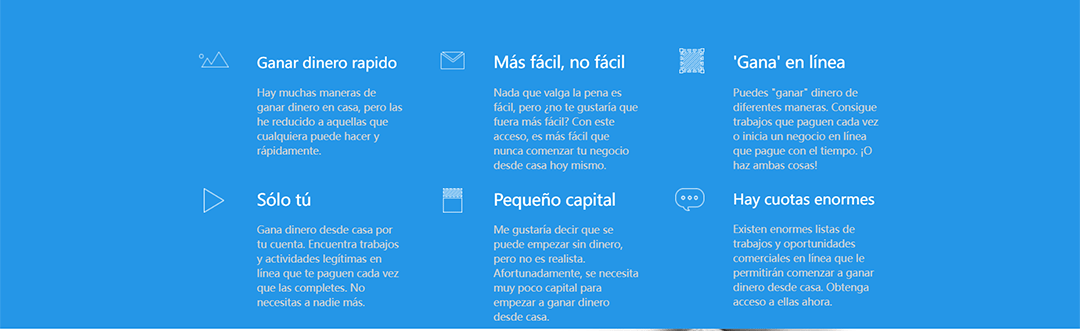 Ganar dinero rapido
Hay muchas maneras de
ganar dinero en casa, pero las
he reducido a aquellas que
cualquiera puede hacer y
rápidamente.
Más fácil, no fácil
Nada que valga la pena es
fácil, pero ¿no te gustaría que
fuera más fácil? Con este
acceso, es más fácil que
nunca comenzar tu negocio
desde casa hoy mismo.
'Gana' en línea
Puedes "ganar" dinero de
diferentes maneras. Consigue
trabajos que paguen cada vez
o inicia un negocio en línea
que pague con el tiempo. ¡O
haz ambas cosas!
Sólo tú
Gana dinero desde casa por
tu cuenta. Encuentra trabajos
y actividades legítimas en
línea que te paguen cada vez
que las completes. No
necesitas a nadie más.
Pequeño capital
Me gustaría decir que se
puede empezar sin dinero,
pero no es realista.
Afortunadamente, se necesita
muy poco capital para
empezar a ganar dinero
desde casa.
Hay cuotas enormes
Existen enormes listas de
trabajos y oportunidades
comerciales en línea que le
permitirán comenzar a ganar
dinero desde casa. Obtenga
acceso a ellas ahora.